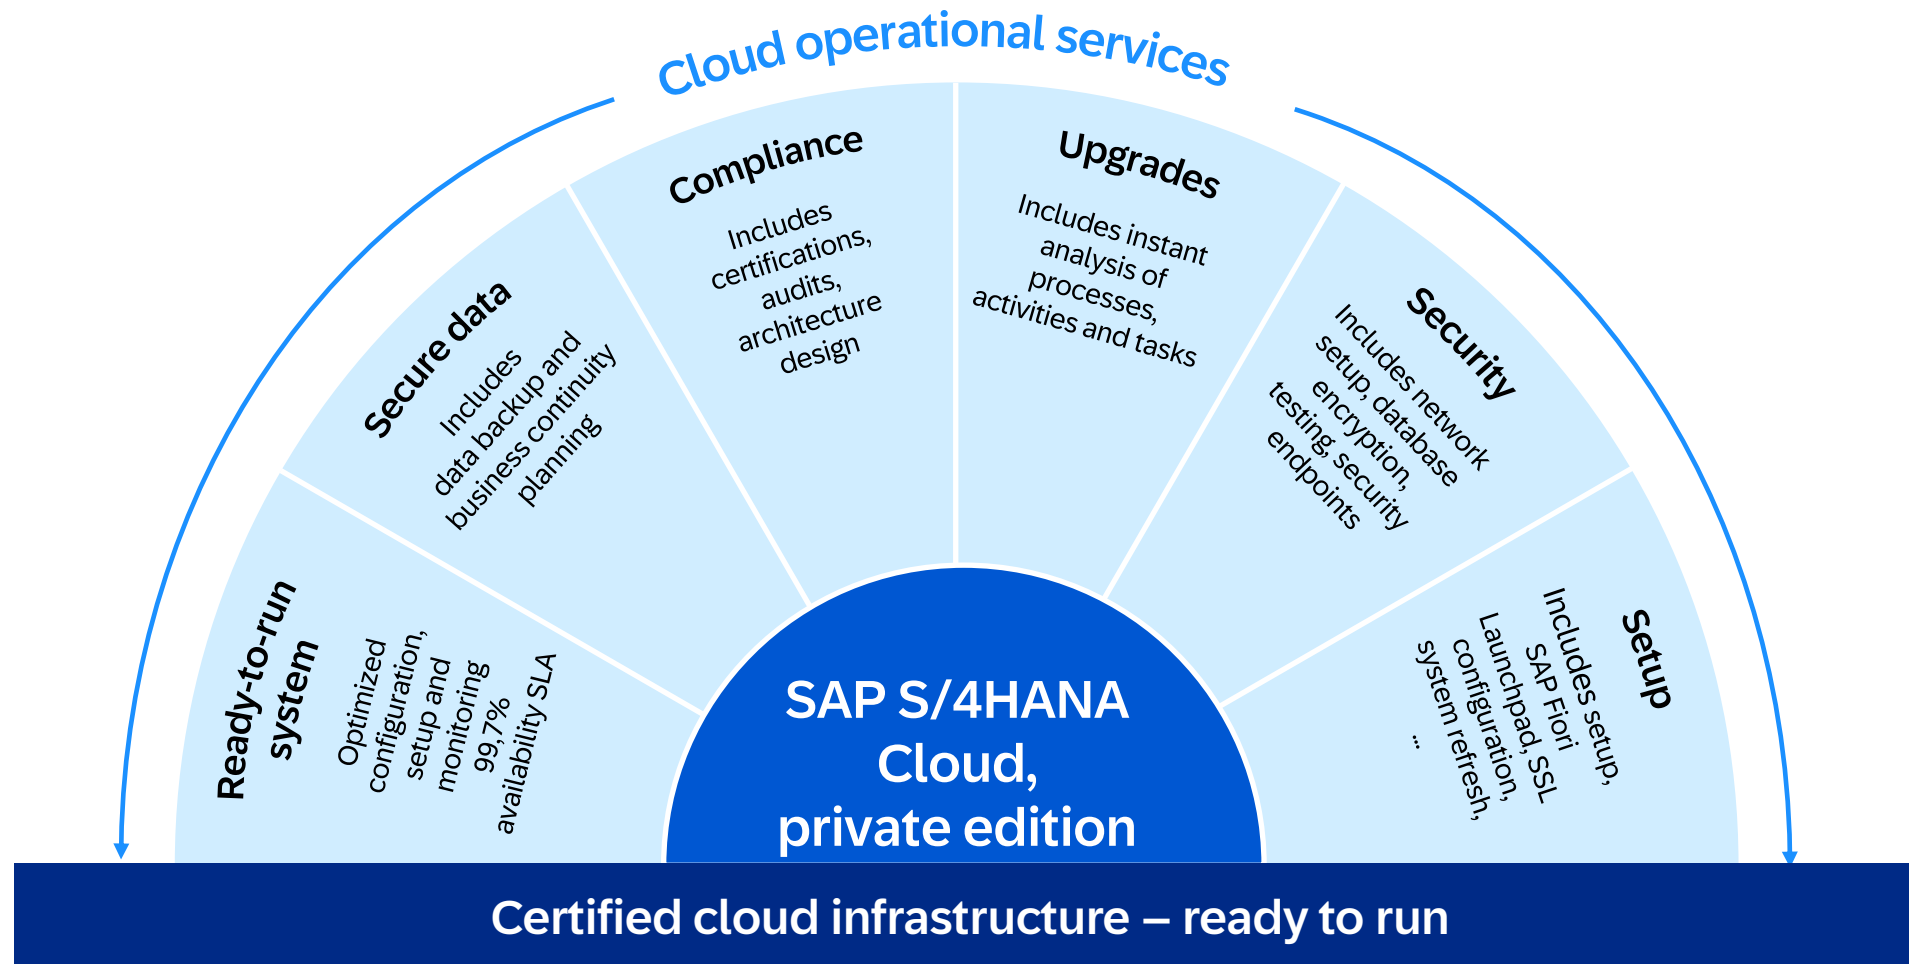 Cloud operational services
Ready-to-run
system
Optimized
configuration,
setup and
monitoring
99,7%
availability SLA
Secure data
Includes
data backup and
business continuity
planning
Compliance
Includes
certifications,
audits,
architecture
design
Upgrades
Includes instant
analysis of
processes,
activities and tasks
Security
Includes network
setup, database
encryption,
testing, security
endpoints
Setup
Includes setup,
SAP Fiori
Launchpad, SSL
configuration,
system refresh,
...
SAP S/4HANA
Cloud,
private edition
Certified cloud infrastructure – ready to run